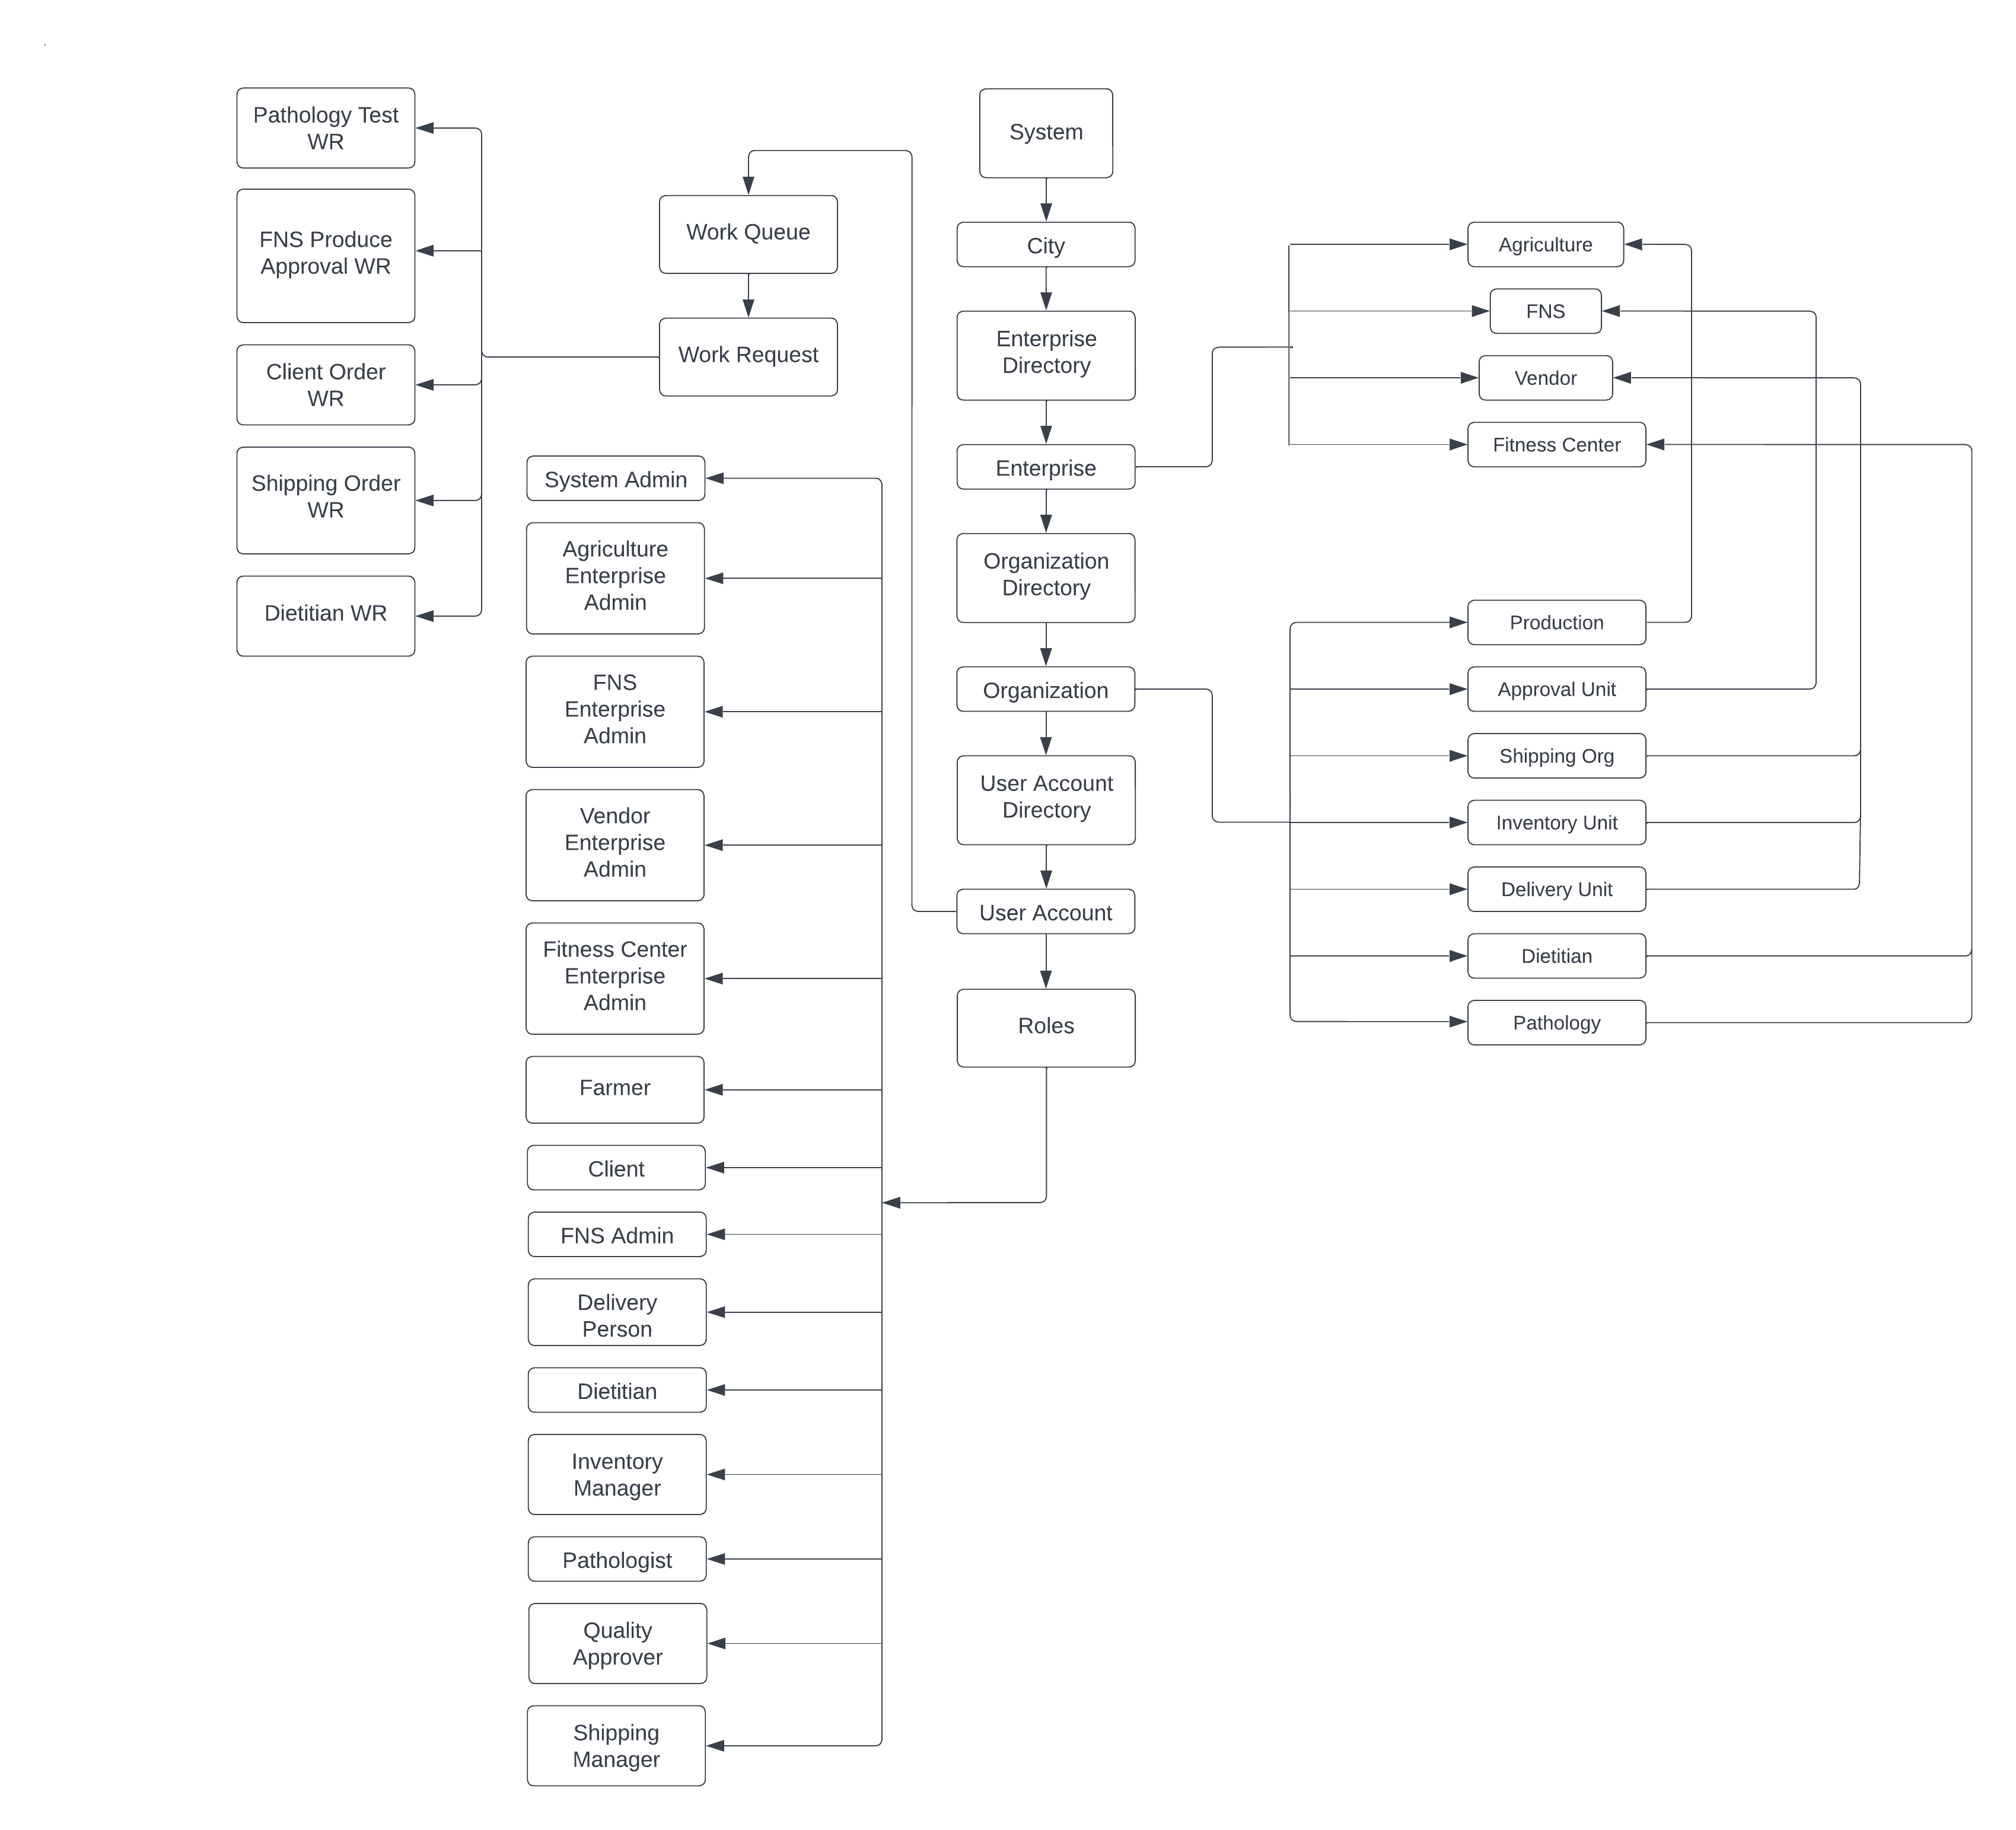 Pathology Test
WR
FNS Produce
Approval WR
Client Order
WR
Shipping Order
WR
Dietitian WR
Work Queue
Work Request
System Admin
Agriculture
Enterprise
Admin
FNS
Enterprise
Admin
Vendor
Enterprise
Admin
Fitness Center
Enterprise
Admin
Farmer
Client
FNS Admin
Delivery
Person
Dietitian
Inventory
Manager
Pathologist
Quality
Approver
Shipping
Manager
System
City
Enterprise
Directory
Enterprise
Organization
Directory
Organization
User Account
Directory
User Account
Roles
Agriculture
FNS
Vendor
Fitness Center
Production
Approval Unit
Shipping Org
Inventory Unit
Delivery Unit
Dietitian
Pathology